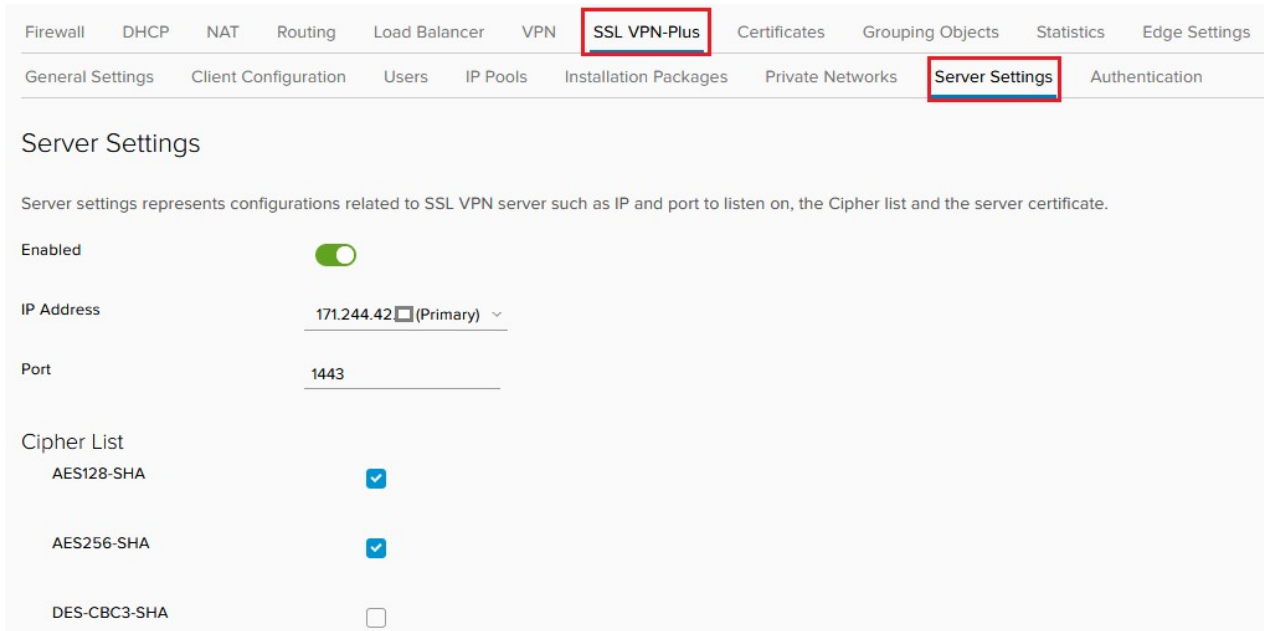 Firewall DHCP NAT Routing Load Balancer VPN SSL VPN-Plus Certificates Grouping Objects Statistics Edge Settings
General Settings Client Configuration Users IP Pools Installation Packages Private Networks Server Settings Authentication
Server Settings
Server settings represents configurations related to SSL VPN server such as IP and port to listen on, the Cipher list and the server certificate.
Enabled
IP Address 171.244.42. (Primary)
Port 1443
Cipher List
AES128-SHA
AES256-SHA
DES-CBC3-SHA